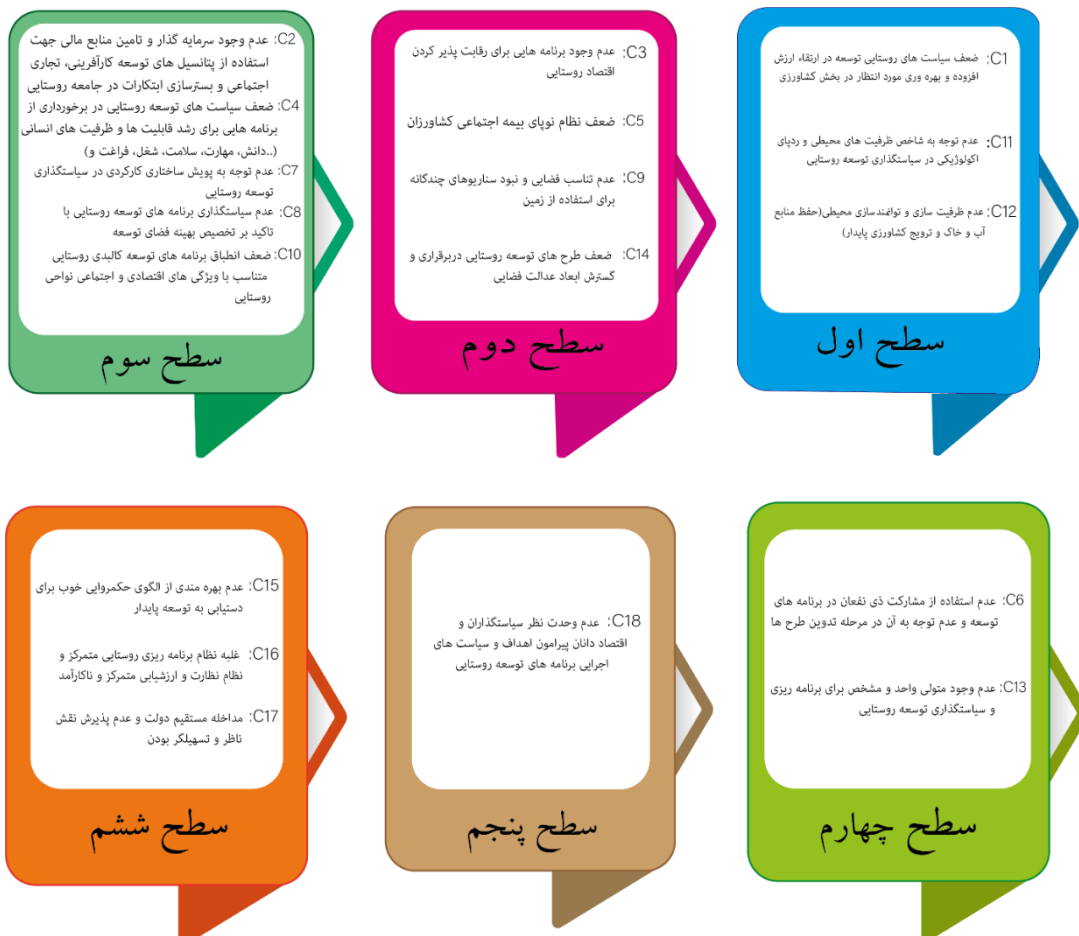 C1: ضعف سیاست های روستایی توسعه در ارتقاء ارزش
افزوده و بهره وری مورد انتظار در بخش کشاورزی
C11: عدم توجه به شاخص ظرفیت های محیطی و ردپای
اکولوژیکی در سیاستگذاری توسعه روستایی
C12: عدم ظرفیت سازی و توانمندسازی محیطی(حفظ منابع
آب و خاک و ترویج کشاورزی پایدار)
سطح اول
C3: عدم وجود برنامه هایی برای رقابت پذیر کردن
اقتصاد روستایی
C5: ضعف نظام نوپای بیمه اجتماعی کشاورزان
C9: عدم تناسب فضایی و نبود سناریوهای چندگانه
برای استفاده از زمین
C14: ضعف طرح های توسعه روستایی دربرقراری و
گسترش ابعاد عدالت فضایی
سطح دوم
C2: عدم وجود سرمایه گذار و تامین منابع مالی جهت
استفاده از پتانسیل های توسعه کارآفرینی، تجاری
اجتماعی و بسترسازی ابتکارات در جامعه روستایی
C4: ضعف سیاست های توسعه روستایی در برخورداری از
برنامه هایی برای رشد قابلیت ها و ظرفیت های انسانی
(دانش، مهارت، سلامت، شغل، فراغت و..)
C7: عدم توجه به پویش ساختاری کارکردی در سیاستگذاری
توسعه روستایی
C8: عدم سیاستگذاری برنامه های توسعه روستایی با
تاکید بر تخصیص بهینه فضای توسعه
C10: ضعف انطباق برنامه های توسعه کالبدی روستایی
متناسب با ویژگی های اقتصادی و اجتماعی نواحی
روستایی
سطح سوم
C6: عدم استفاده از مشارکت ذی نفعان در برنامه های
توسعه و عدم توجه به آن در مرحله تدوین طرح ها
C13: عدم وجود متولی واحد و مشخص برای برنامه ریزی
و سیاستگذاری توسعه روستایی
سطح چهارم
C18: عدم وحدت نظر سیاستگذاران و
اقتصاد دانان پیرامون اهداف و سیاست های
اجرایی برنامه های توسعه روستایی
سطح پنجم
C15: عدم بهره مندی از الگوی حکمروایی خوب برای
دستیابی به توسعه پایدار
C16: غلبه نظام برنامه ریزی روستایی متمرکز و
نظام نظارت و ارزشیابی متمرکز و ناکارآمد
C17: مداخله مستقیم دولت و عدم پذیرش نقش
ناظر و تسهیلگر بودن
سطح ششم